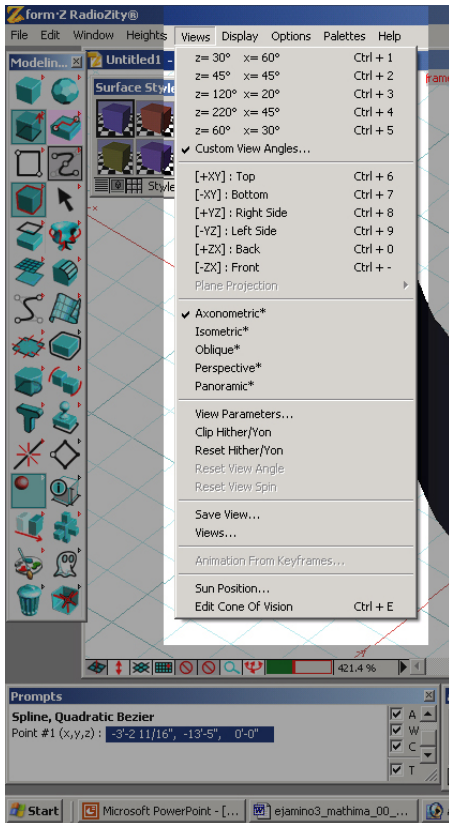 form·Z RadioZity®
File Edit Window Heights Views Display Options Palettes Help
Modelin...
Untitled1 -
Surface Style
Style
z= 30° x= 60° Ctrl + 1
z= 45° x= 45° Ctrl + 2
z= 120° x= 20° Ctrl + 3
z= 220° x= 45° Ctrl + 4
z= 60° x= 30° Ctrl + 5
Custom View Angles...
[+XY] : Top Ctrl + 6
[-XY] : Bottom Ctrl + 7
[+YZ] : Right Side Ctrl + 8
[-YZ] : Left Side Ctrl + 9
[+ZX] : Back Ctrl + 0
[-ZX] : Front Ctrl + -
Plane Projection
Axonometric*
Isometric*
Oblique*
Perspective*
Panoramic*
View Parameters...
Clip Hither/Yon
Reset Hither/Yon
Reset View Angle
Reset View Spin
Save View...
Views...
Animation From Keyframes...
Sun Position...
Edit Cone Of Vision Ctrl + E
421.4 %
Prompts
Spline, Quadratic Bezier
Point #1 (x,y,z) : -3'-2 11/16", -13'-5", 0'-0"
A
W
C
T
Start Microsoft PowerPoint - [... ejamino3_mathima_00_...